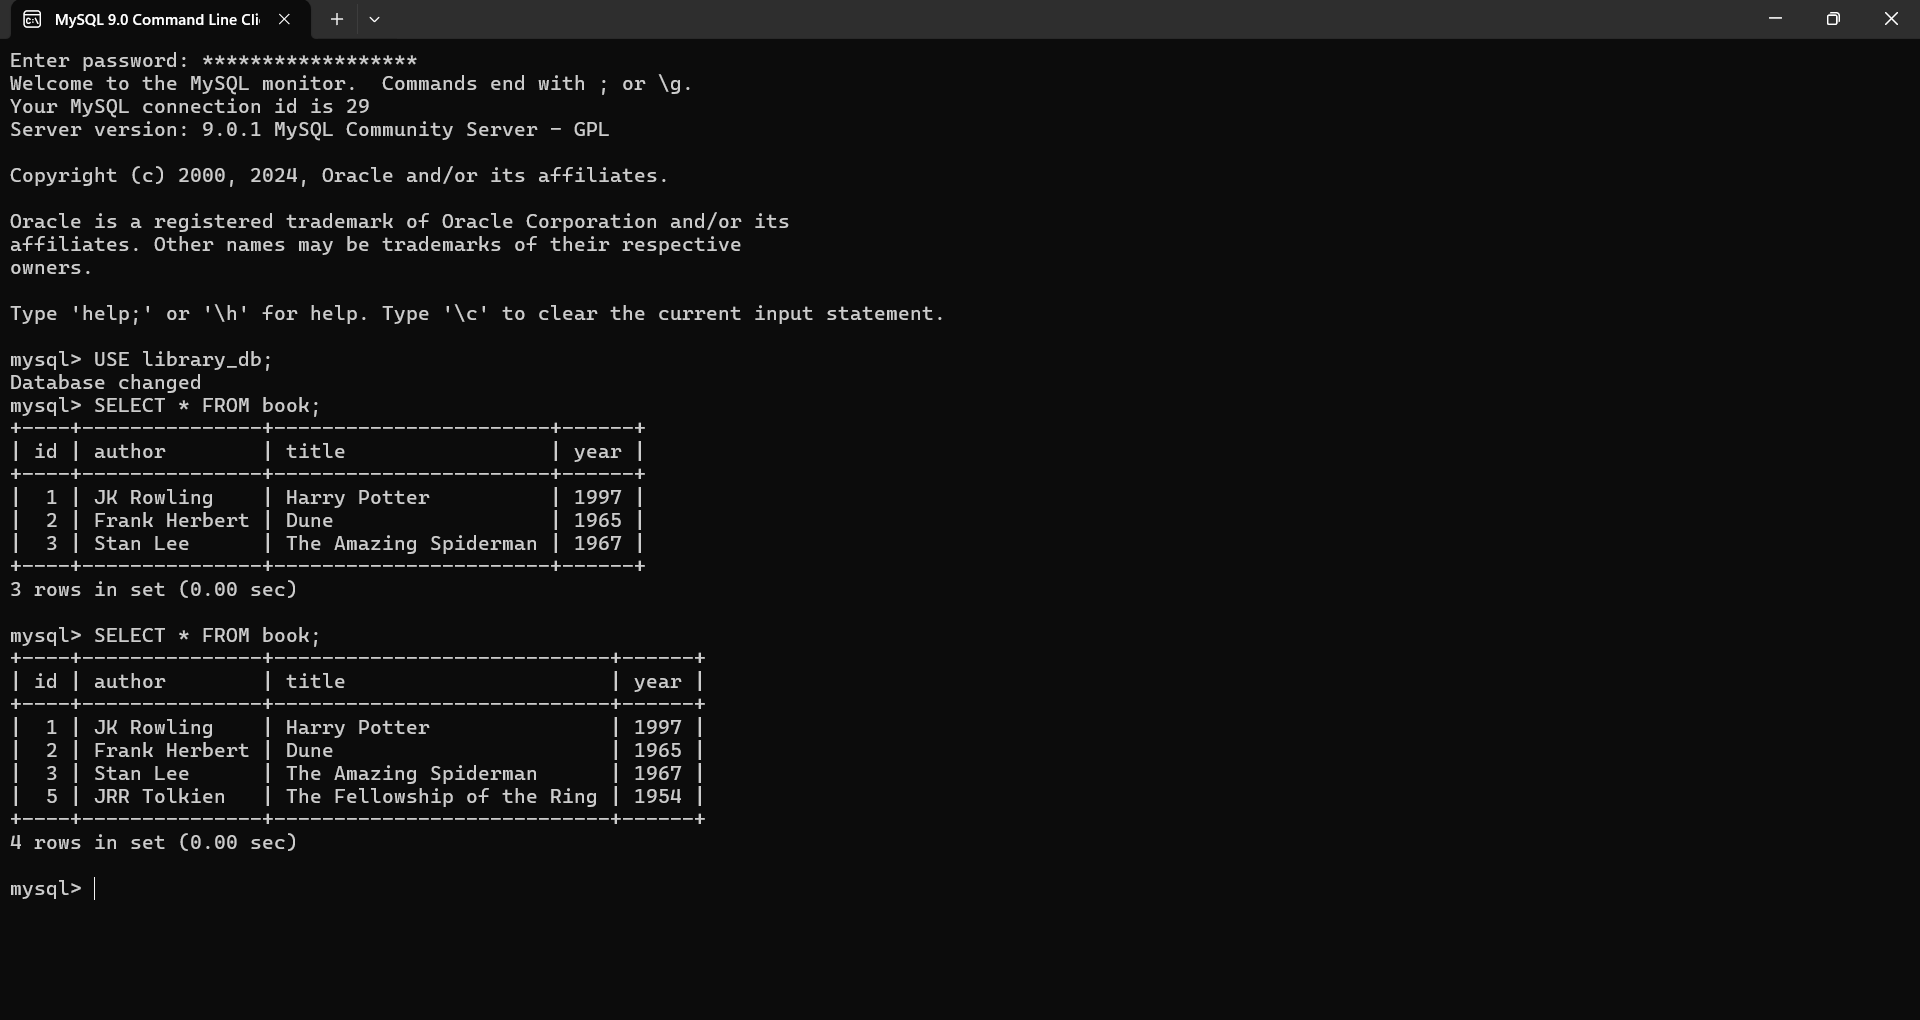 MySQL 9.0 Command Line Cli
Enter password: ******************
Welcome to the MySQL monitor.  Commands end with ; or \g.
Your MySQL connection id is 29
Server version: 9.0.1 MySQL Community Server - GPL

Copyright (c) 2000, 2024, Oracle and/or its affiliates.

Oracle is a registered trademark of Oracle Corporation and/or its
affiliates. Other names may be trademarks of their respective
owners.

Type 'help;' or '\h' for help. Type '\c' to clear the current input statement.

mysql> USE library_db;
Database changed
mysql> SELECT * FROM book;
+----+---------------+-----------------------+------+
| id | author        | title                 | year |
+----+---------------+-----------------------+------+
|  1 | JK Rowling    | Harry Potter          | 1997 |
|  2 | Frank Herbert | Dune                  | 1965 |
|  3 | Stan Lee      | The Amazing Spiderman | 1967 |
+----+---------------+-----------------------+------+
3 rows in set (0.00 sec)

mysql> SELECT * FROM book;
+----+---------------+----------------------------+------+
| id | author        | title                      | year |
+----+---------------+----------------------------+------+
|  1 | JK Rowling    | Harry Potter               | 1997 |
|  2 | Frank Herbert | Dune                       | 1965 |
|  3 | Stan Lee      | The Amazing Spiderman      | 1967 |
|  5 | JRR Tolkien   | The Fellowship of the Ring | 1954 |
+----+---------------+----------------------------+------+
4 rows in set (0.00 sec)

mysql>